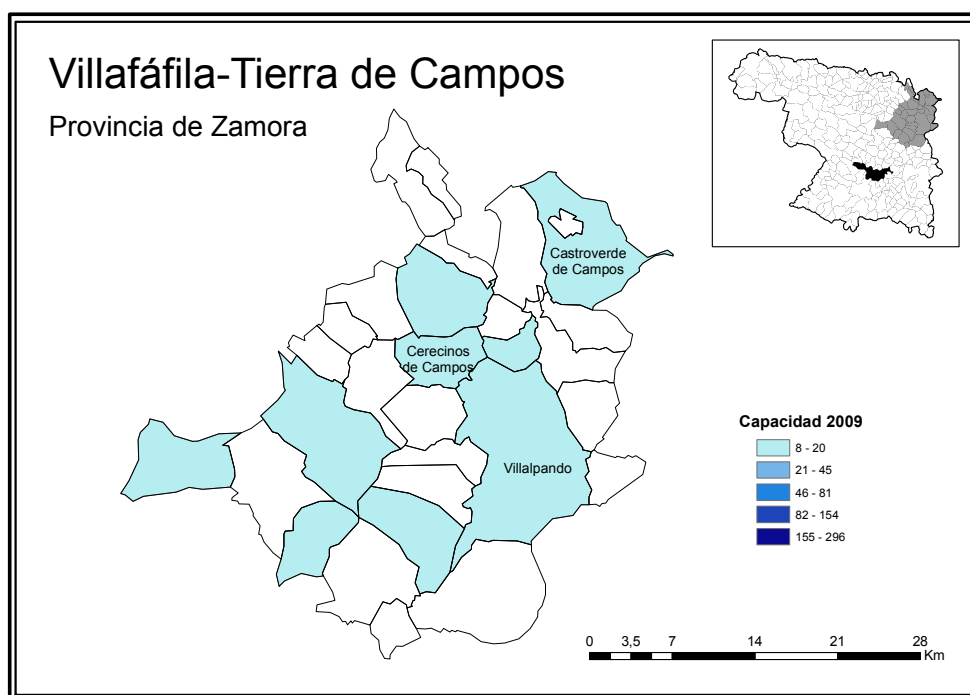 Villafáfila-Tierra de Campos
Provincia de Zamora
Castroverde
de Campos
Cerecinos
de Campos
Villalpando
Capacidad 2009
8 - 20
21 - 45
46 - 81
82 - 154
155 - 296
0 3,5 7 14 21 28
Km